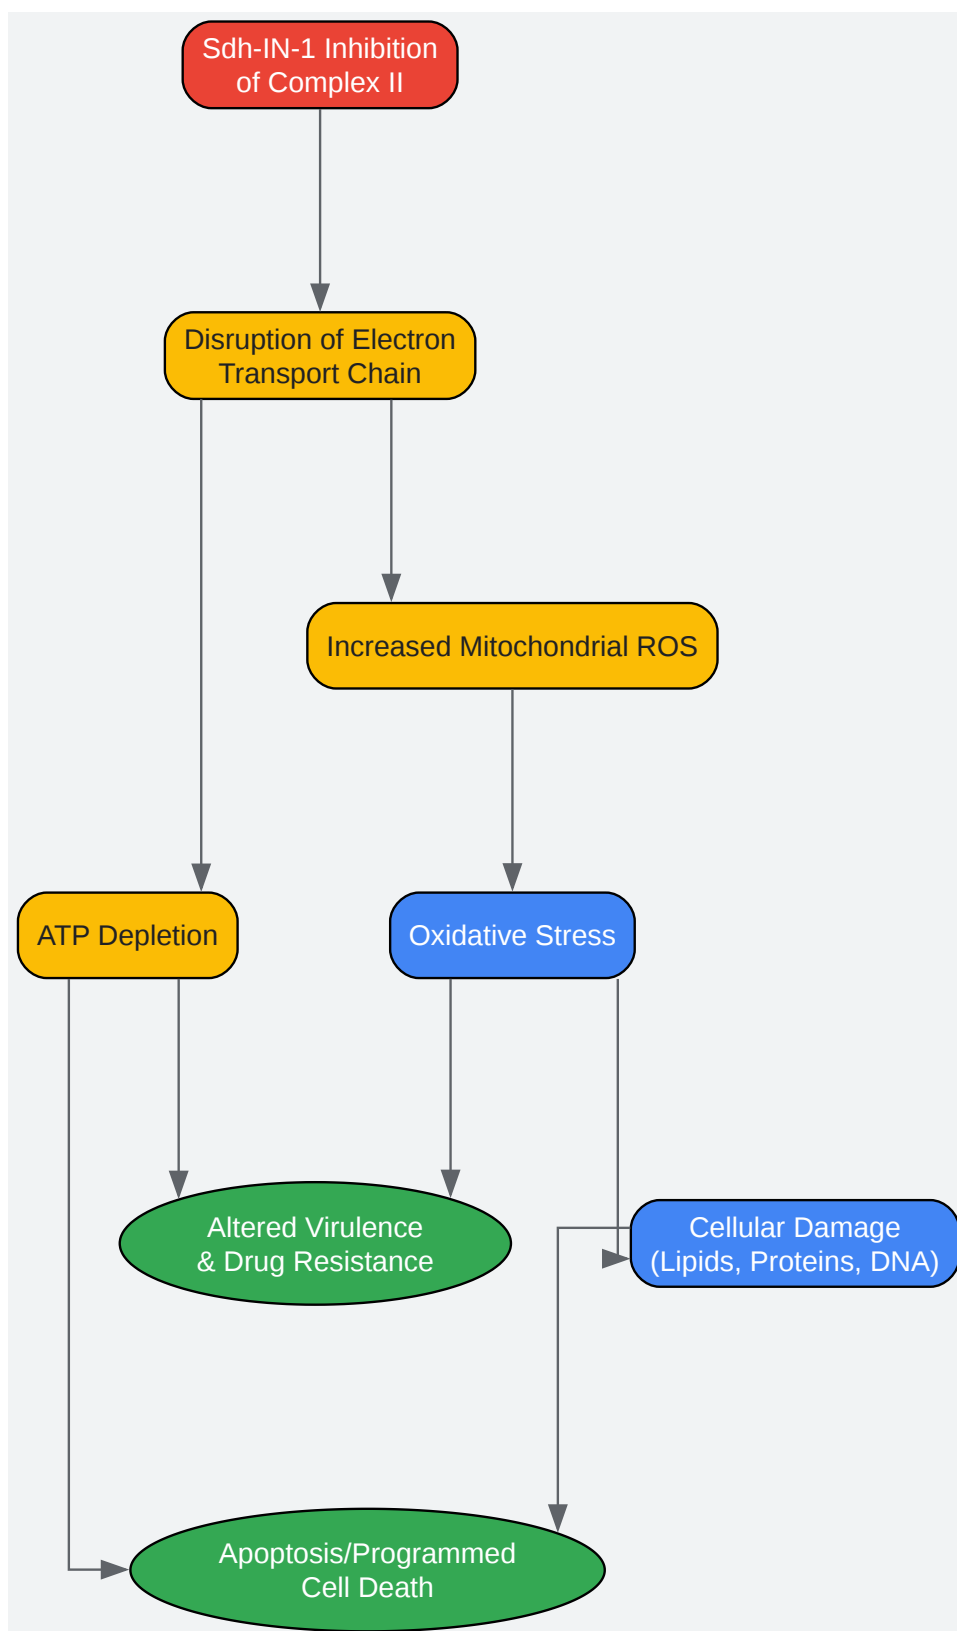 Sdh-IN-1 Inhibition
of Complex II
Disruption of Electron
Transport Chain
Increased Mitochondrial ROS
ATP Depletion
Oxidative Stress
Altered Virulence
& Drug Resistance
Cellular Damage
(Lipids, Proteins, DNA)
Apoptosis/Programmed
Cell Death